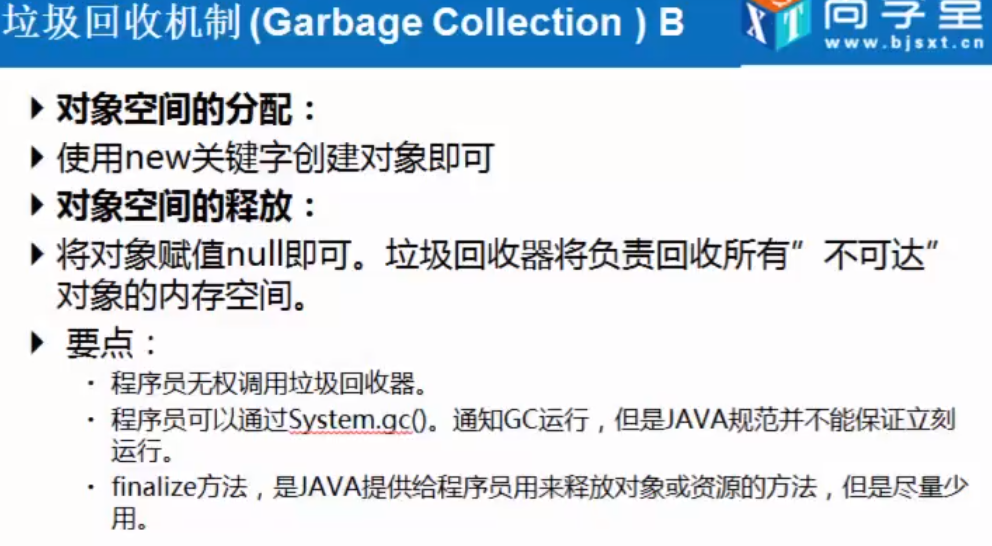 垃圾回收机制(Garbage Collection ) B
XT
尚学堂
www.bjsxt.cn
对象空间的分配：
使用new关键字创建对象即可
对象空间的释放：
将对象赋值null即可。垃圾回收器将负责回收所有”不可达”
对象的内存空间。
要点：
· 程序员无权调用垃圾回收器。
· 程序员可以通过System.gc()。通知GC运行，但是JAVA规范并不能保证立刻
运行。
· finalize方法，是JAVA提供给程序员用来释放对象或资源的方法，但是尽量少
用。